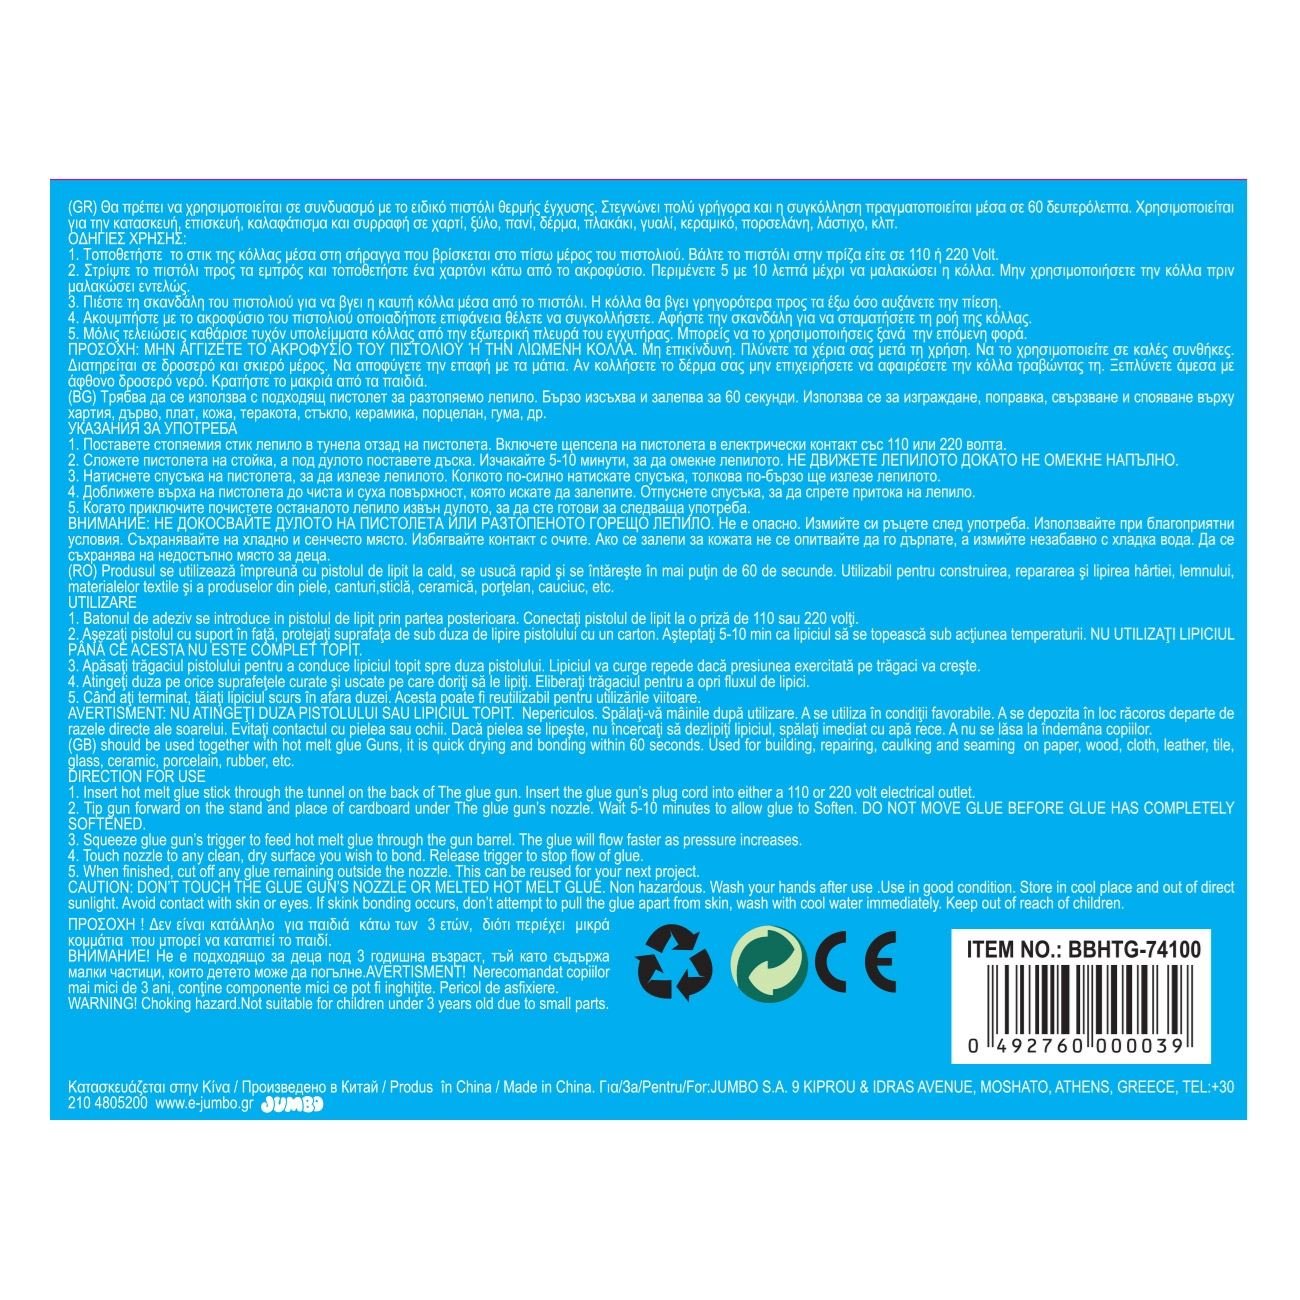 (GR) Θα πρέπει να χρησιμοποιείται σε συνδυασμό με το ειδικό πιστόλι θερμής έγχυσης. Στεγνώνει πολύ γρήγορα και η συγκόλληση πραγματοποιείται μέσα σε 60 δευτερόλεπτα. Χρησιμοποιείται
για την κατασκευή, επισκευή, καλαφάτισμα και συρραφή σε χαρτί, ξύλο, πανί, δέρμα, πλακάκι, γυαλί, κεραμικό, πορσελάνη, λάστιχο, κλπ.
ΟΔΗΓΙΕΣ ΧΡΗΣΗΣ:
1. Τοποθετήστε το στικ της κόλλας μέσα στη σήραγγα που βρίσκεται στο πίσω μέρος του πιστολιού. Βάλτε το πιστόλι στην πρίζα είτε σε 110 ή 220 Volt.
2. Στρίψτε το πιστόλι προς τα εμπρός και τοποθετήστε ένα χαρτόνι κάτω από το ακροφύσιο. Περιμένετε 5 με 10 λεπτά μέχρι να μαλακώσει η κόλλα. Μην χρησιμοποιήσετε την κόλλα πριν
μαλακώσει εντελώς.
3. Πιέστε τη σκανδάλη του πιστολιού για να βγει η καυτή κόλλα μέσα από το πιστόλι. Η κόλλα θα βγει γρηγορότερα προς τα έξω όσο αυξάνετε την πίεση.
4. Ακουμπήστε με το ακροφύσιο του πιστολιού οποιαδήποτε επιφάνεια θέλετε να συγκολλήσετε. Αφήστε την σκανδάλη για να σταματήσετε τη ροή της κόλλας.
5. Μόλις τελειώσεις καθάρισε τυχόν υπολείμματα κόλλας από την εξωτερική πλευρά του εγχυτήρας. Μπορείς να το χρησιμοποιήσεις ξανά την επόμενη φορά.
ΠΡΟΣΟΧΗ: ΜΗΝ ΑΓΓΙΖΕΤΕ ΤΟ ΑΚΡΟΦΥΣΙΟ ΤΟΥ ΠΙΣΤΟΛΙΟΥ Ή ΤΗΝ ΛΙΩΜΕΝΗ ΚΟΛΛΑ. Μη επικίνδυνη. Πλύνετε τα χέρια σας μετά τη χρήση. Να το χρησιμοποιείτε σε καλές συνθήκες.
Διατηρείται σε δροσερό και σκιερό μέρος. Να αποφύγετε την επαφή με τα μάτια. Αν κολλήσετε το δέρμα σας μην επιχειρήσετε να αφαιρέσετε την κόλλα τραβώντας τη. Ξεπλύνετε άμεσα με
άφθονο δροσερό νερό. Κρατήστε το μακριά από τα παιδιά.
(BG) Трябва да се използва с подходящ пистолет за разтопяемо лепило. Бързо изсъхва и залепва за 60 секунди. Използва се за изграждане, поправка, свързване и спояване върху
хартия, дърво, плат, кожа, теракота, стъкло, керамика, порцелан, гума, др.
УКАЗАНИЯ ЗА УПОТРЕБА
1. Поставете стопяемия стик лепило в тунела отзад на пистолета. Включете щепсела на пистолета в електрически контакт със 110 или 220 волта.
2. Сложете пистолета на стойка, а под дулото поставете дъска. Изчакайте 5-10 минути, за да омекне лепилото. НЕ ДВИЖЕТЕ ЛЕПИЛОТО ДОКАТО НЕ ОМЕКНЕ НАПЪЛНО.
3. Натиснете спусъка на пистолета, за да излезе лепилото. Колкото по-силно натискате спусъка, толкова по-бързо ще излезе лепилото.
4. Доближете върха на пистолета до чиста и суха повърхност, която искате да залепите. Отпуснете спусъка, за да спрете притока на лепило.
5. Когато приключите почистете останалото лепило извън дулото, за да сте готови за следваща употреба.
ВНИМАНИЕ: НЕ ДОКОСВАЙТЕ ДУЛОТО НА ПИСТОЛЕТА ИЛИ РАЗТОПЕНОТО ГОРЕЩО ЛЕПИЛО. Не е опасно. Измийте си ръцете след употреба. Използвайте при благоприятни
условия. Съхранявайте на хладно и сенчесто място. Избягвайте контакт с очите. Ако се залепи за кожата не се опитвайте да го дърпате, а измийте незабавно с хладка вода. Да се
съхранява на недостъпно място за деца.
(RO) Produsul se utilizează împreună cu pistolul de lipit la cald, se usucă rapid şi se întăreşte în mai puţin de 60 de secunde. Utilizabil pentru construirea, repararea şi lipirea hârtiei, lemnului,
materialelor textile şi a produselor din piele, canturi,sticlă, ceramică, porţelan, cauciuc, etc.
UTILIZARE
1. Batonul de adeziv se introduce in pistolul de lipit prin partea posterioara. Conectaţi pistolul de lipit la o priză de 110 sau 220 volţi.
2. Aşezaţi pistolul cu suport în faţă, protejaţi suprafaţa de sub duza de lipire pistolului cu un carton. Aşteptaţi 5-10 min ca lipiciul să se topească sub acţiunea temperaturii. NU UTILIZAŢI LIPICIUL
PÂNĂ CE ACESTA NU ESTE COMPLET TOPIT.
3. Apăsaţi trăgaciul pistolului pentru a conduce lipiciul topit spre duza pistolului. Lipiciul va curge repede dacă presiunea exercitată pe trăgaci va creşte.
4. Atingeţi duza pe orice suprafeţele curate şi uscate pe care doriţi să le lipiţi. Eliberaţi trăgaciul pentru a opri fluxul de lipici.
5. Când aţi terminat, tăiaţi lipiciul scurs în afara duzei. Acesta poate fi reutilizabil pentru utilizările viitoare.
AVERTISMENT: NU ATINGEŢI DUZA PISTOLULUI SAU LIPICIUL TOPIT. Nepericulos. Spălaţi-vă mâinile după utilizare. A se utiliza în condiţii favorabile. A se depozita în loc răcoros departe de
razele directe ale soarelui. Evitaţi contactul cu pielea sau ochii. Dacă pielea se lipeşte, nu încercaţi să dezlipiţi lipiciul, spălaţi imediat cu apă rece. A nu se lăsa la îndemâna copiilor.
(GB) should be used together with hot melt glue Guns, it is quick drying and bonding within 60 seconds. Used for building, repairing, caulking and seaming on paper, wood, cloth, leather, tile,
glass, ceramic, porcelain, rubber, etc.
DIRECTION FOR USE
1. Insert hot melt glue stick through the tunnel on the back of The glue gun. Insert the glue gun's plug cord into either a 110 or 220 volt electrical outlet.
2. Tip gun forward on the stand and place of cardboard under The glue gun's nozzle. Wait 5-10 minutes to allow glue to Soften. DO NOT MOVE GLUE BEFORE GLUE HAS COMPLETELY
SOFTENED.
3. Squeeze glue gun's trigger to feed hot melt glue through the gun barrel. The glue will flow faster as pressure increases.
4. Touch nozzle to any clean, dry surface you wish to bond. Release trigger to stop flow of glue.
5. When finished, cut off any glue remaining outside the nozzle. This can be reused for your next project.
CAUTION: DON'T TOUCH THE GLUE GUN'S NOZZLE OR MELTED HOT MELT GLUE. Non hazardous. Wash your hands after use .Use in good condition. Store in cool place and out of direct
sunlight. Avoid contact with skin or eyes. If skink bonding occurs, don't attempt to pull the glue apart from skin, wash with cool water immediately. Keep out of reach of children.
ΠΡΟΣΟΧΗ ! Δεν είναι κατάλληλο για παιδιά κάτω των 3 ετών, διότι περιέχει μικρά
κομμάτια που μπορεί να καταπιεί το παιδί.
ВНИМАНИЕ! Не е подходящо за деца под 3 годишна възраст, тъй като съдържа
малки частици, които детето може да погълне.AVERTISMENT! Nerecomandat copiilor
mai mici de 3 ani, conţine componente mici ce pot fi inghiţite. Pericol de asfixiere.
WARNING! Choking hazard.Not suitable for children under 3 years old due to small parts.
CE
ITEM NO.: BBHTG-74100
0 492760 000039
Κατασκευάζεται στην Κίνα / Произведено в Китай / Produs în China / Made in China. Για/За/Pentru/For:JUMBO S.A. 9 KIPROU & IDRAS AVENUE, MOSHATO, ATHENS, GREECE, TEL:+30
210 4805200 www.e-jumbo.gr JUMBO